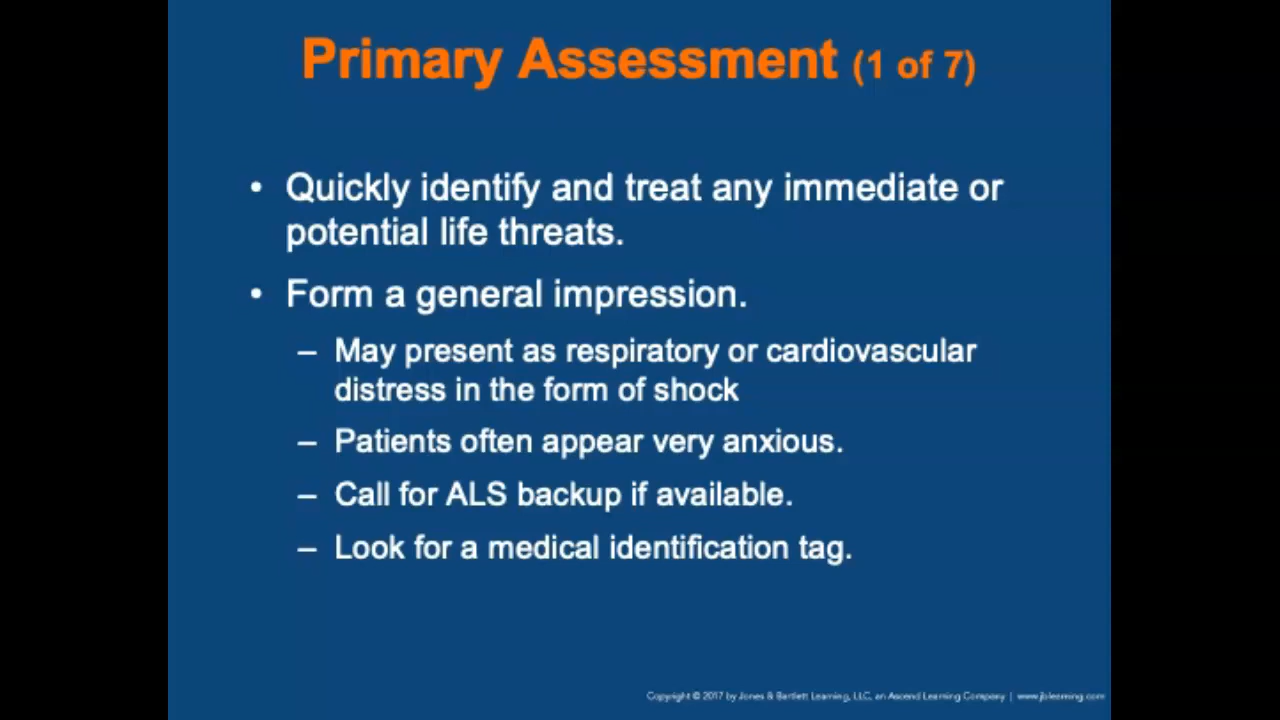 Primary Assessment (1 of 7)
• Quickly identify and treat any immediate or
potential life threats.
• Form a general impression.
– May present as respiratory or cardiovascular
distress in the form of shock
– Patients often appear very anxious.
– Call for ALS backup if available.
– Look for a medical identification tag.
Copyright © 2017 by Jones & Bartlett Learning, LLC, an Ascend Learning Company | www.jblearning.com